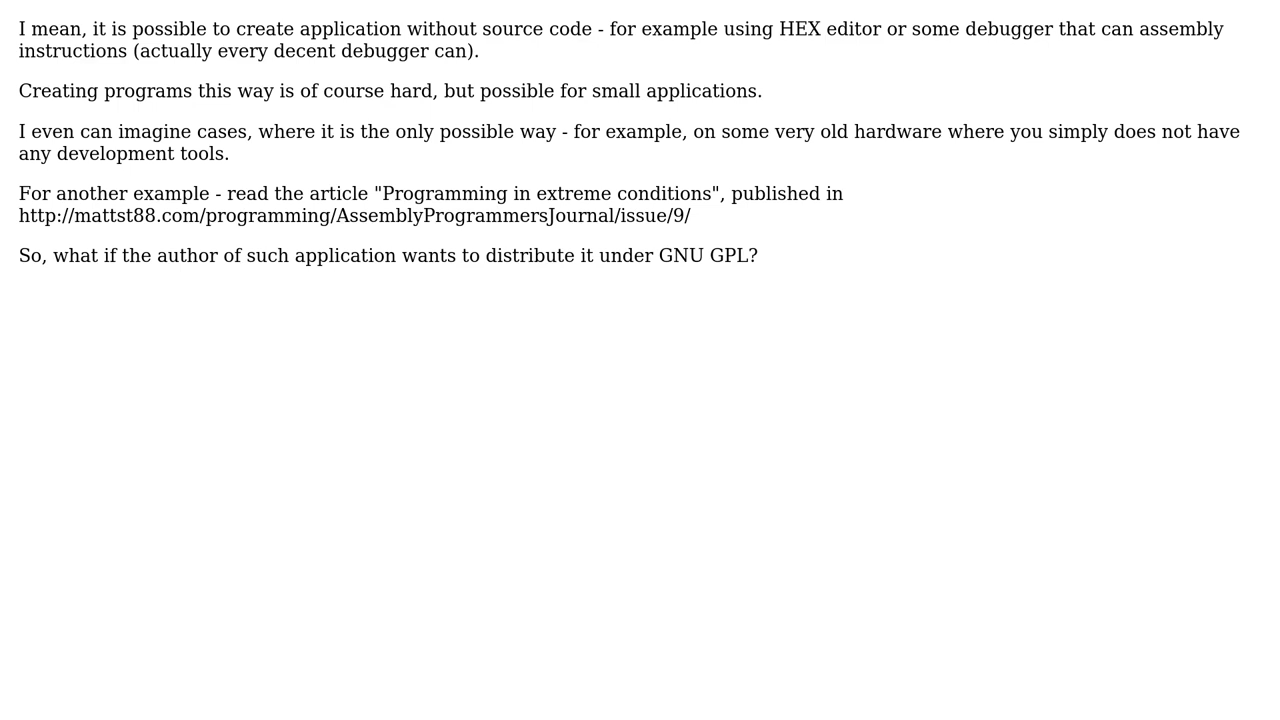 I mean, it is possible to create application without source code - for example using HEX editor or some debugger that can assembly
instructions (actually every decent debugger can).
Creating programs this way is of course hard, but possible for small applications.
I even can imagine cases, where it is the only possible way - for example, on some very old hardware where you simply does not have
any development tools.
For another example - read the article "Programming in extreme conditions", published in
http://mattst88.com/programming/AssemblyProgrammersJournal/issue/9/
So, what if the author of such application wants to distribute it under GNU GPL?